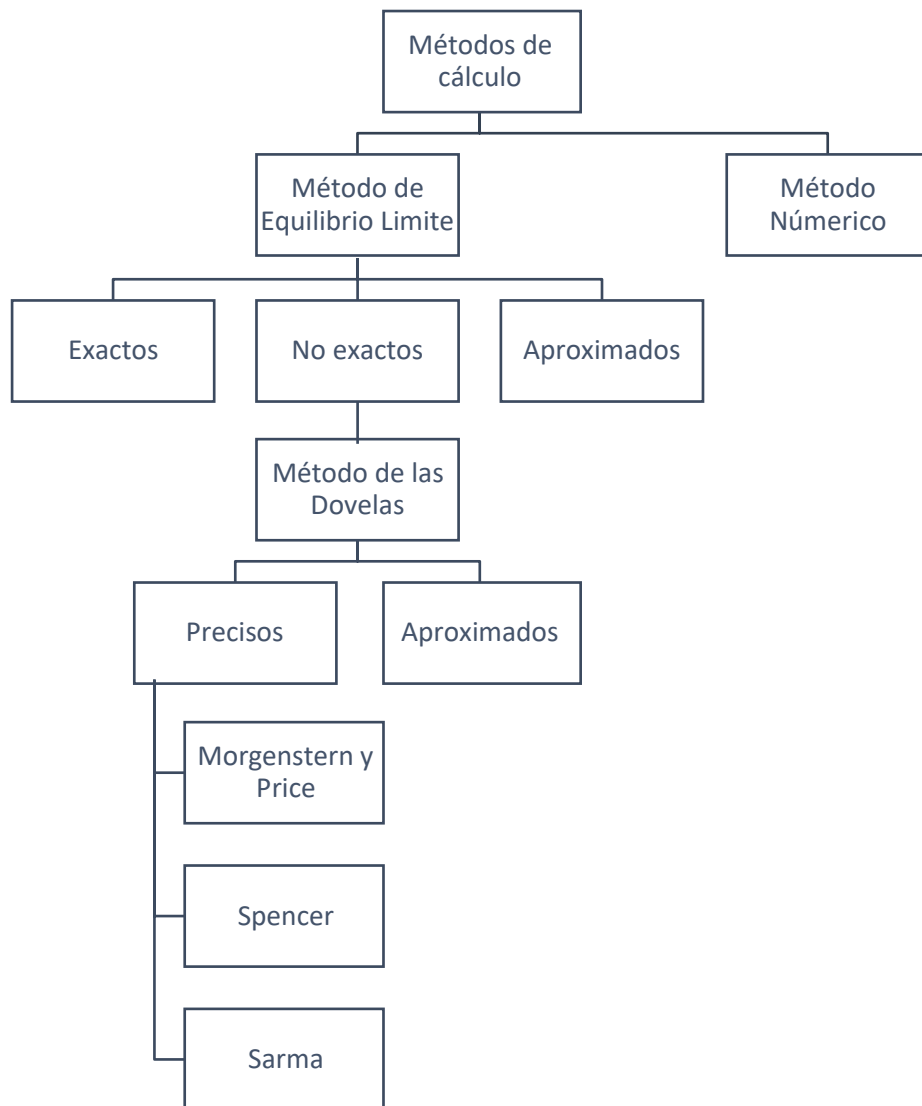 Métodos de
cálculo
Método de
Equilibrio Limite
Método
Númerico
Exactos
No exactos
Aproximados
Método de las
Dovelas
Precisos
Aproximados
Morgenstern y
Price
Spencer
Sarma